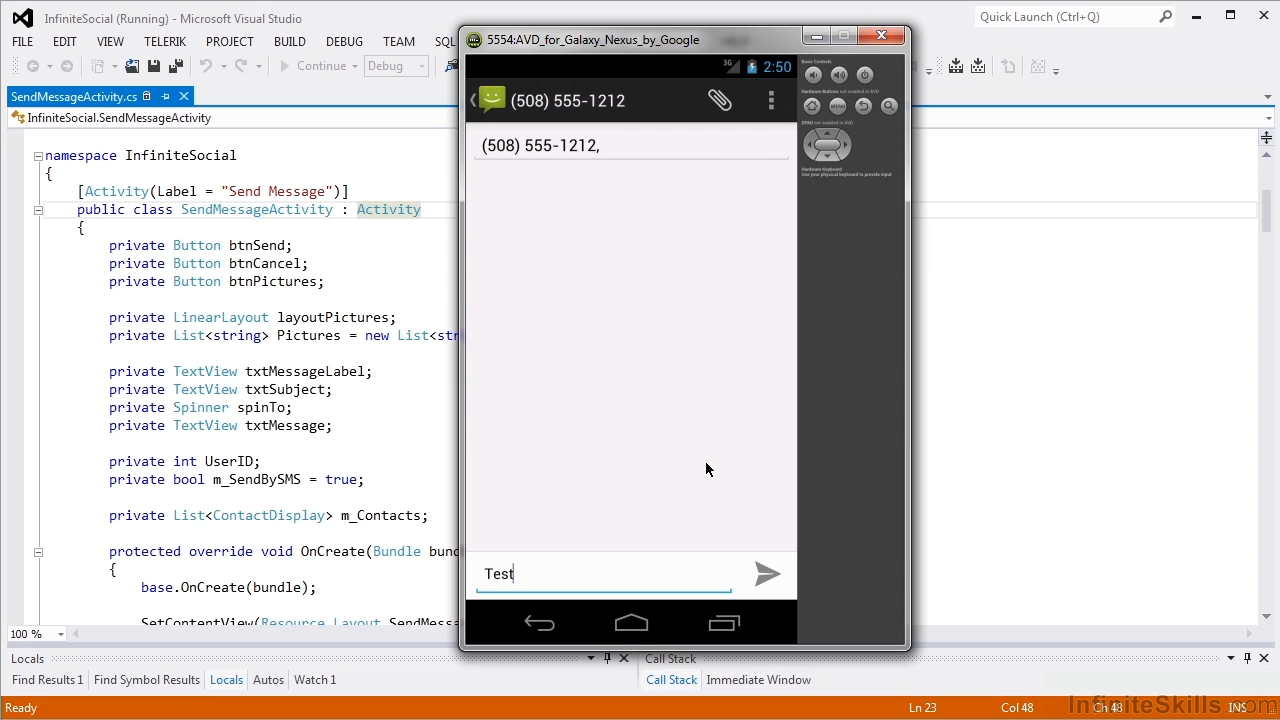 InfiniteSocial (Running) - Microsoft Visual Studio
Quick Launch (Ctrl+Q)
FILE EDIT PROJECT BUILD DEBUG TEAM
Continue Debug
SendMessageActivity.cs
InfiniteSocial.SendMessageActivity
namespace InfiniteSocial
{
"Send Message")]
public class SendMessageActivity : Activity
{
private Button btnSend;
private Button btnCancel;
private Button btnPictures;
private LinearLayout layoutPictures;
private List<string> Pictures = new List<str
private TextView txtMessageLabel;
private TextView txtSubject;
private Spinner spinTo;
private TextView txtMessage;
private int UserID;
private bool m_SendBySMS = true;
private List<ContactDisplay> m_Contacts;
protected override void OnCreate(Bundle bund
{
base.OnCreate(bundle);
SetContentView(Resource.Layout.SendMessa
100 %
5554:AVD_for_Galaxy_Nexus_by_Google
3G 2:50
(508) 555-1212
(508) 555-1212,
Test
Basic Controls
Hardware Buttons not enabled in AVD
MENU
DPAD not enabled in AVD
Hardware Keyboard
Use your physical keyboard to provide input
Locals
Call Stack
Find Results 1 Find Symbol Results Locals Autos Watch 1
Call Stack Immediate Window
Ready Ln 23 Col 48 Ch 48 INS
InfiniteSkills.com